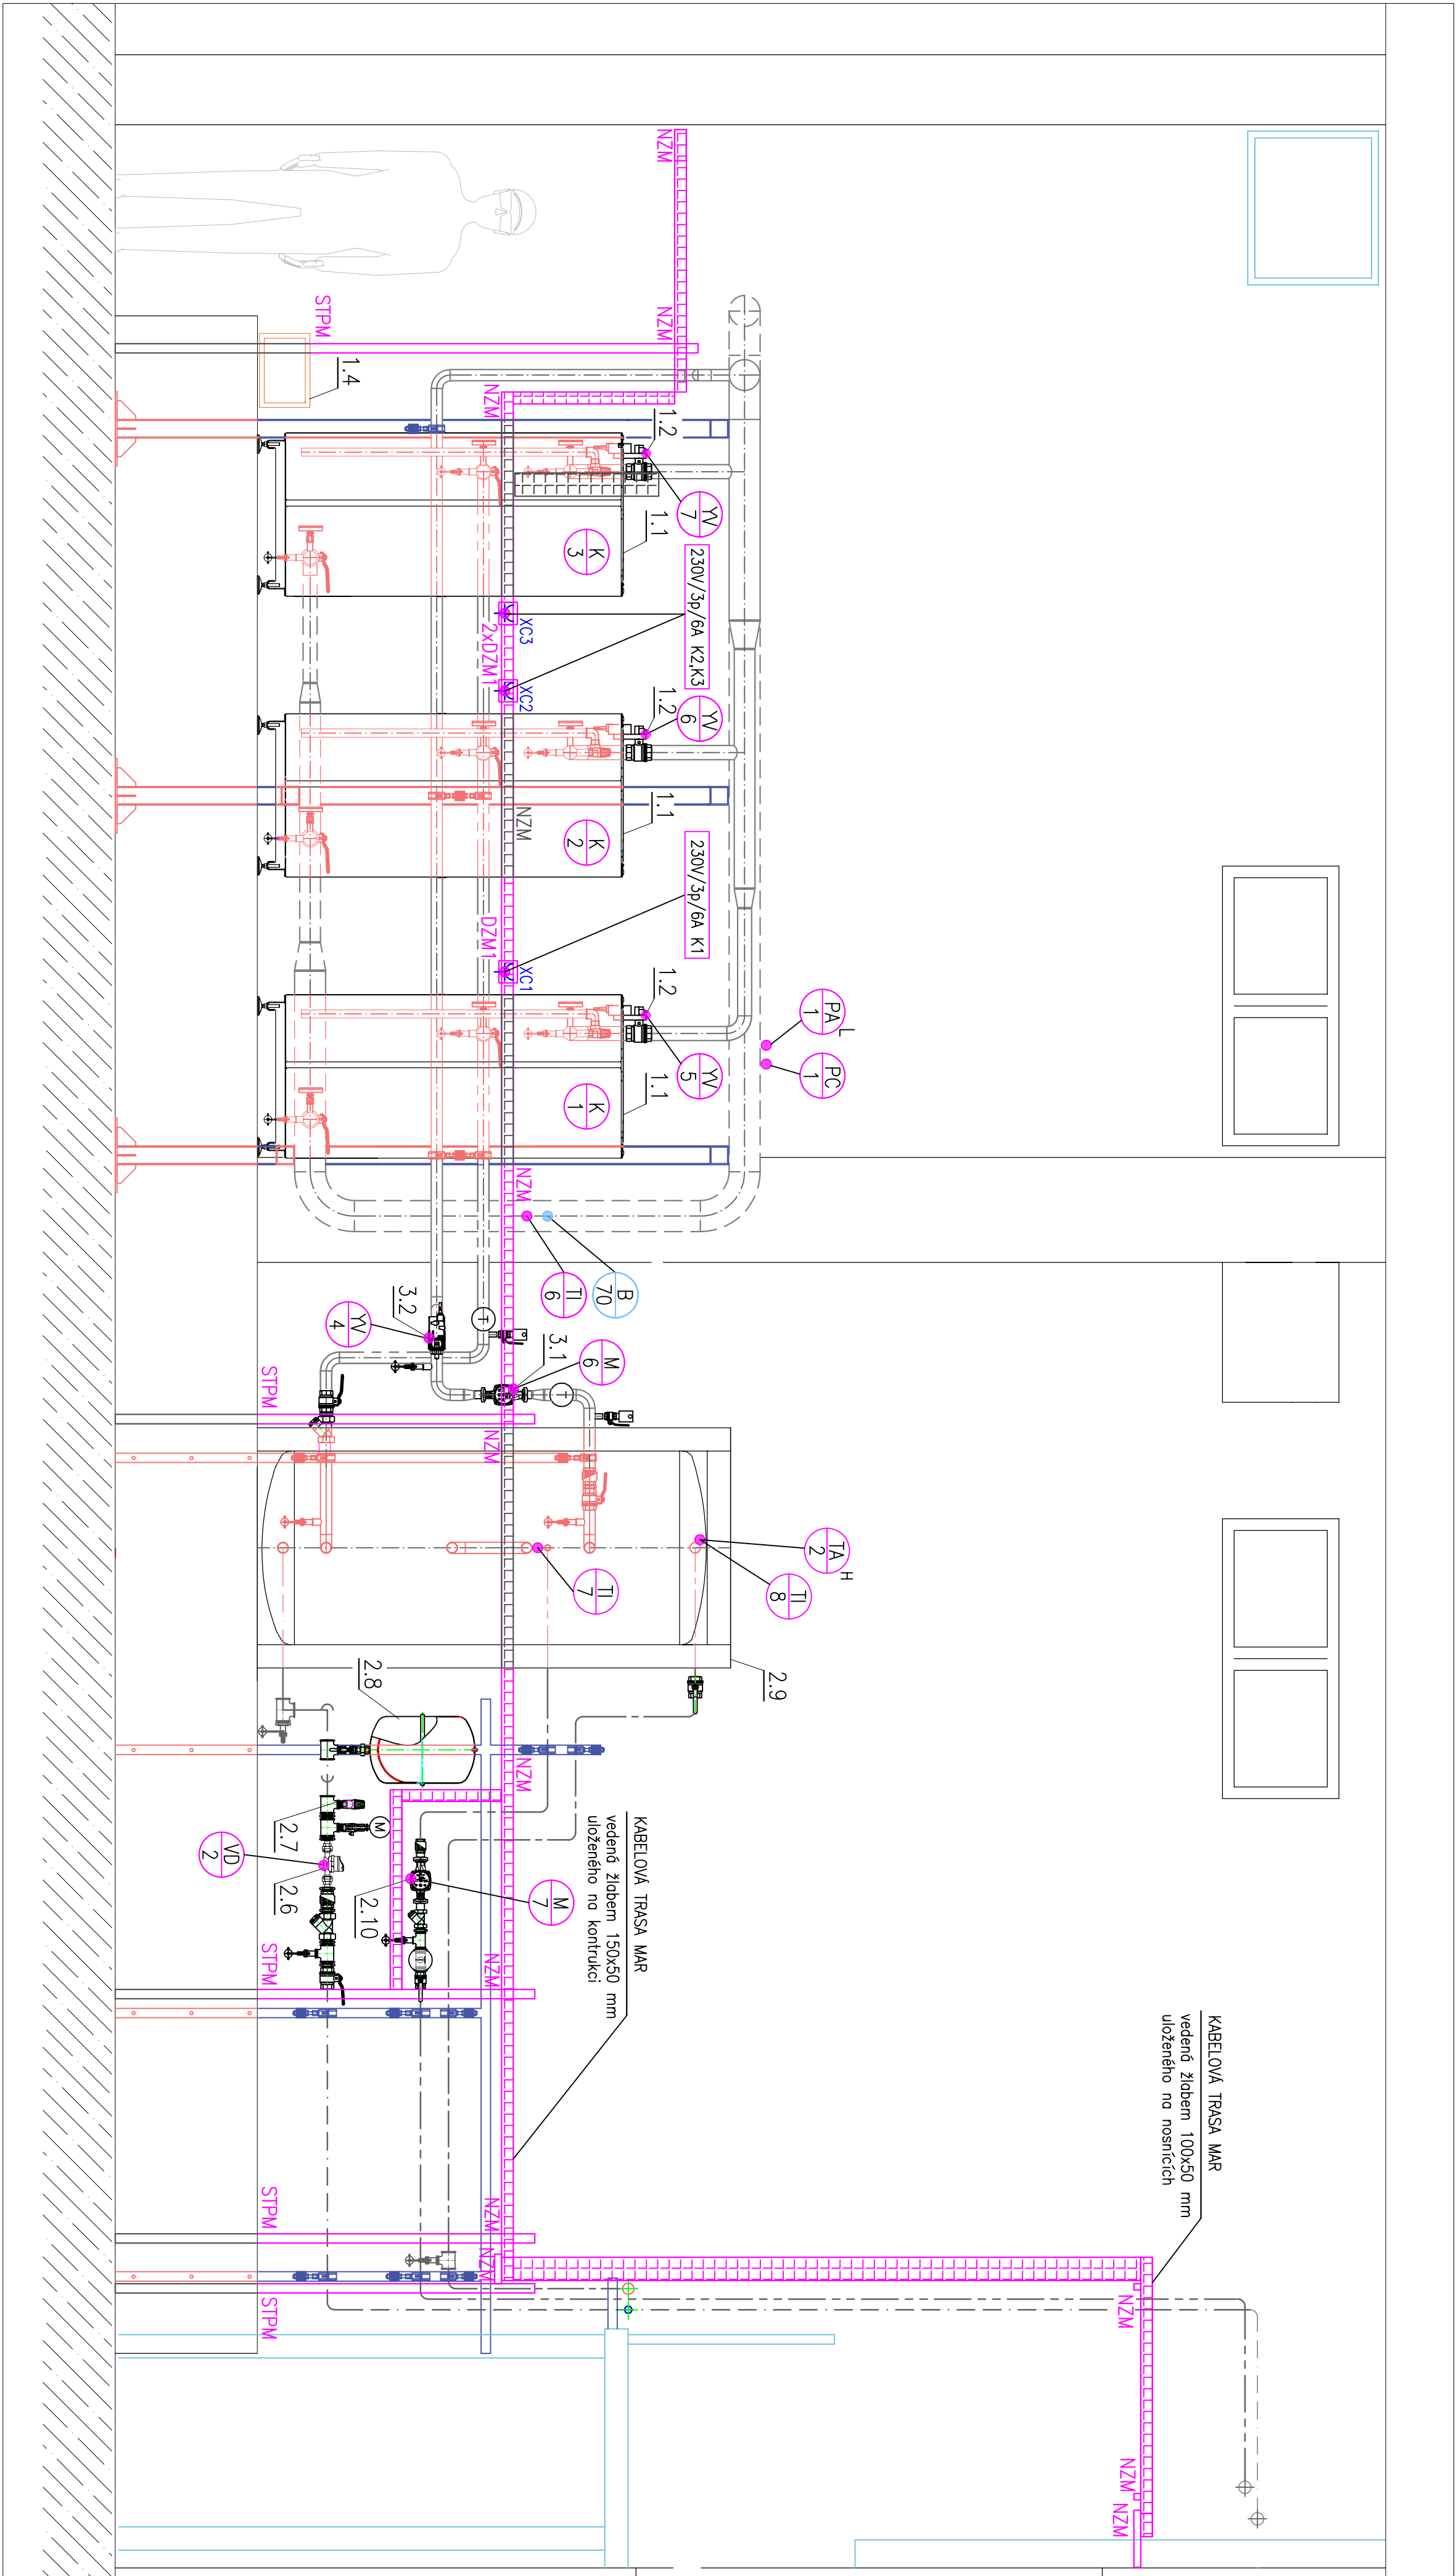 KABELOVÁ TRASA MAR
vedená žlabem 100x50 mm
uloženého na nosnících
NZM
NZM
NZM
PA L
1
PC
1
TA H
2
TI
8
2.9
230V/3p/6A K2,K3
230V/3p/6A K1
YV
7
YV
6
YV
5
NZM
NZM
1.2
1.2
1.2
1.1
1.1
1.1
KABELOVÁ TRASA MAR
vedená žlabem 150x50 mm
uloženého na kontrukci
B
70
M
6
K
3
K
2
K
1
TI
6
TI
7
3.1
M
7
T
XC3
XC2
XC1
NZM
NZM
NZM
NZM
2xDZM1
DZM1
T
NZM
NZM
NZM
NZM
T
3.2
M
2.8
2.10
YV
4
1.4
STPM
2.7
2.6
STPM
STPM
STPM
STPM
VD
2